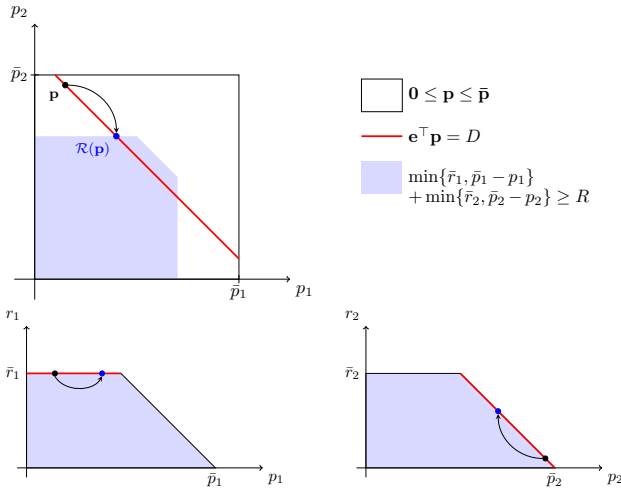 p₂
p̄₂
𝐩
ℛ(𝐩)
p̄₁
p₁
𝟎 ≤ 𝐩 ≤ 𝐩̄
𝐞^⊤𝐩 = D
min{r̄₁, p̄₁ − p₁}
+ min{r̄₂, p̄₂ − p₂} ≥ R
r₁
r̄₁
p̄₁
p₁
r₂
r̄₂
p̄₂
p₂